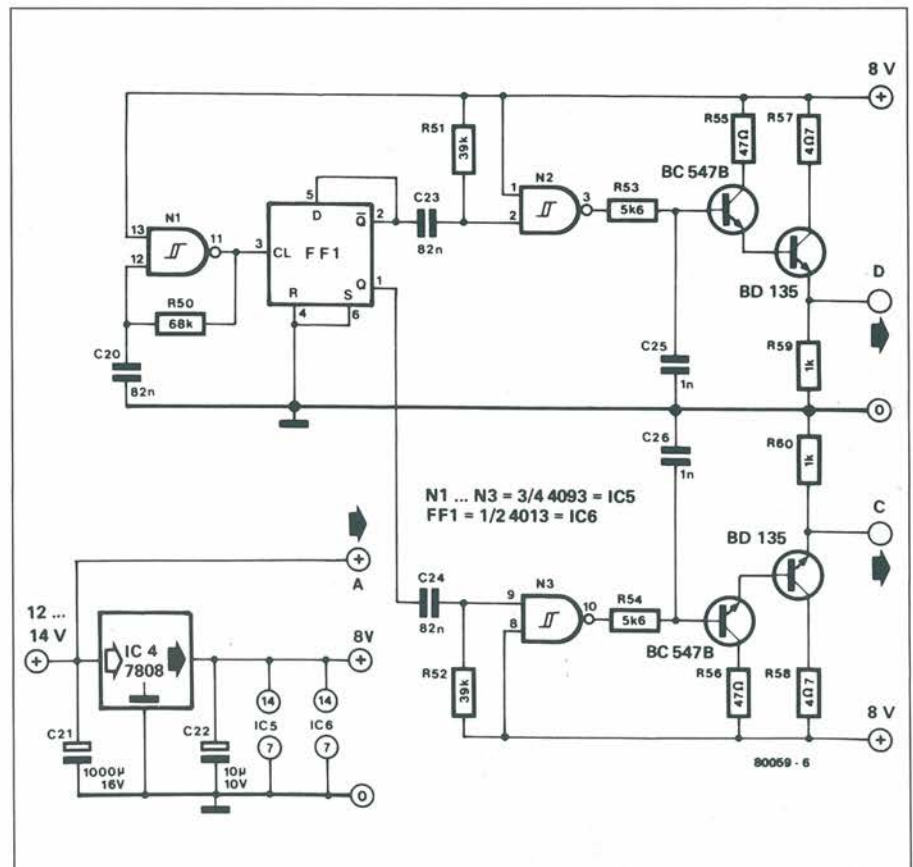 8 V
+
R51
39k
R55
47Ω
R57
4Ω7
BC 547B
N2
1
2
3
R53
5k6
N1
13
12
11
3
CL
5
D
FF1
Q̅
2
Q
1
R
4
S
6
C23
82n
R50
68k
C20
82n
BD 135
D
R59
1k
C25
1n
0
C26
1n
R60
1k
N1 ... N3 = 3/4 4093 = IC5
FF1 = 1/2 4013 = IC6
C
BD 135
+
A
12 ...
14 V
+
IC 4
7808
8V
+
C24
82n
N3
9
8
10
R54
5k6
BC 547B
R52
39k
R56
47Ω
R58
4Ω7
14
14
IC5
IC6
7
7
C21
1000µ
16V
C22
10µ
10V
0
8 V
+
80059 - 6